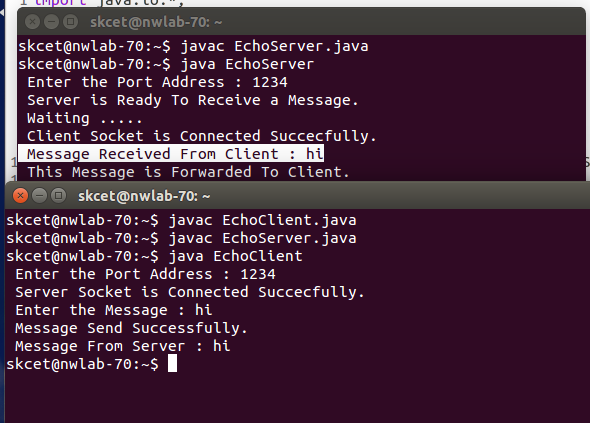 1 import java.io.*;
skcet@nwlab-70: ~
skcet@nwlab-70:~$ javac EchoServer.java
skcet@nwlab-70:~$ java EchoServer
Enter the Port Address : 1234
Server is Ready To Receive a Message.
Waiting .....
Client Socket is Connected Succecfully.
Message Received From Client : hi
This Message is Forwarded To Client.
skcet@nwlab-70: ~
skcet@nwlab-70:~$ javac EchoClient.java
skcet@nwlab-70:~$ javac EchoServer.java
skcet@nwlab-70:~$ java EchoClient
Enter the Port Address : 1234
Server Socket is Connected Succecfully.
Enter the Message : hi
Message Send Successfully.
Message From Server : hi
skcet@nwlab-70:~$